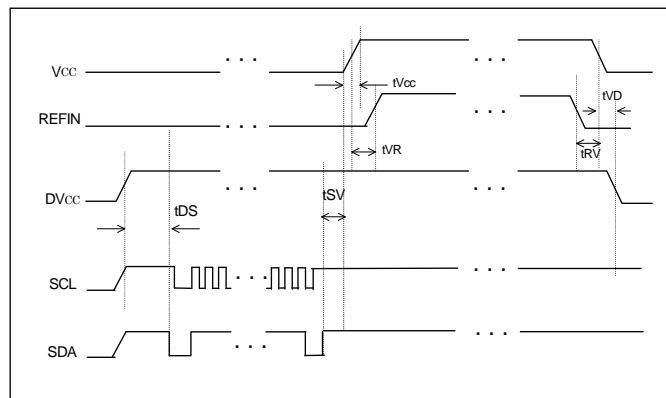 Vcc
tVcc
tVD
REFIN
tVR
tRV
DVcc
tDS
tSV
SCL
SDA